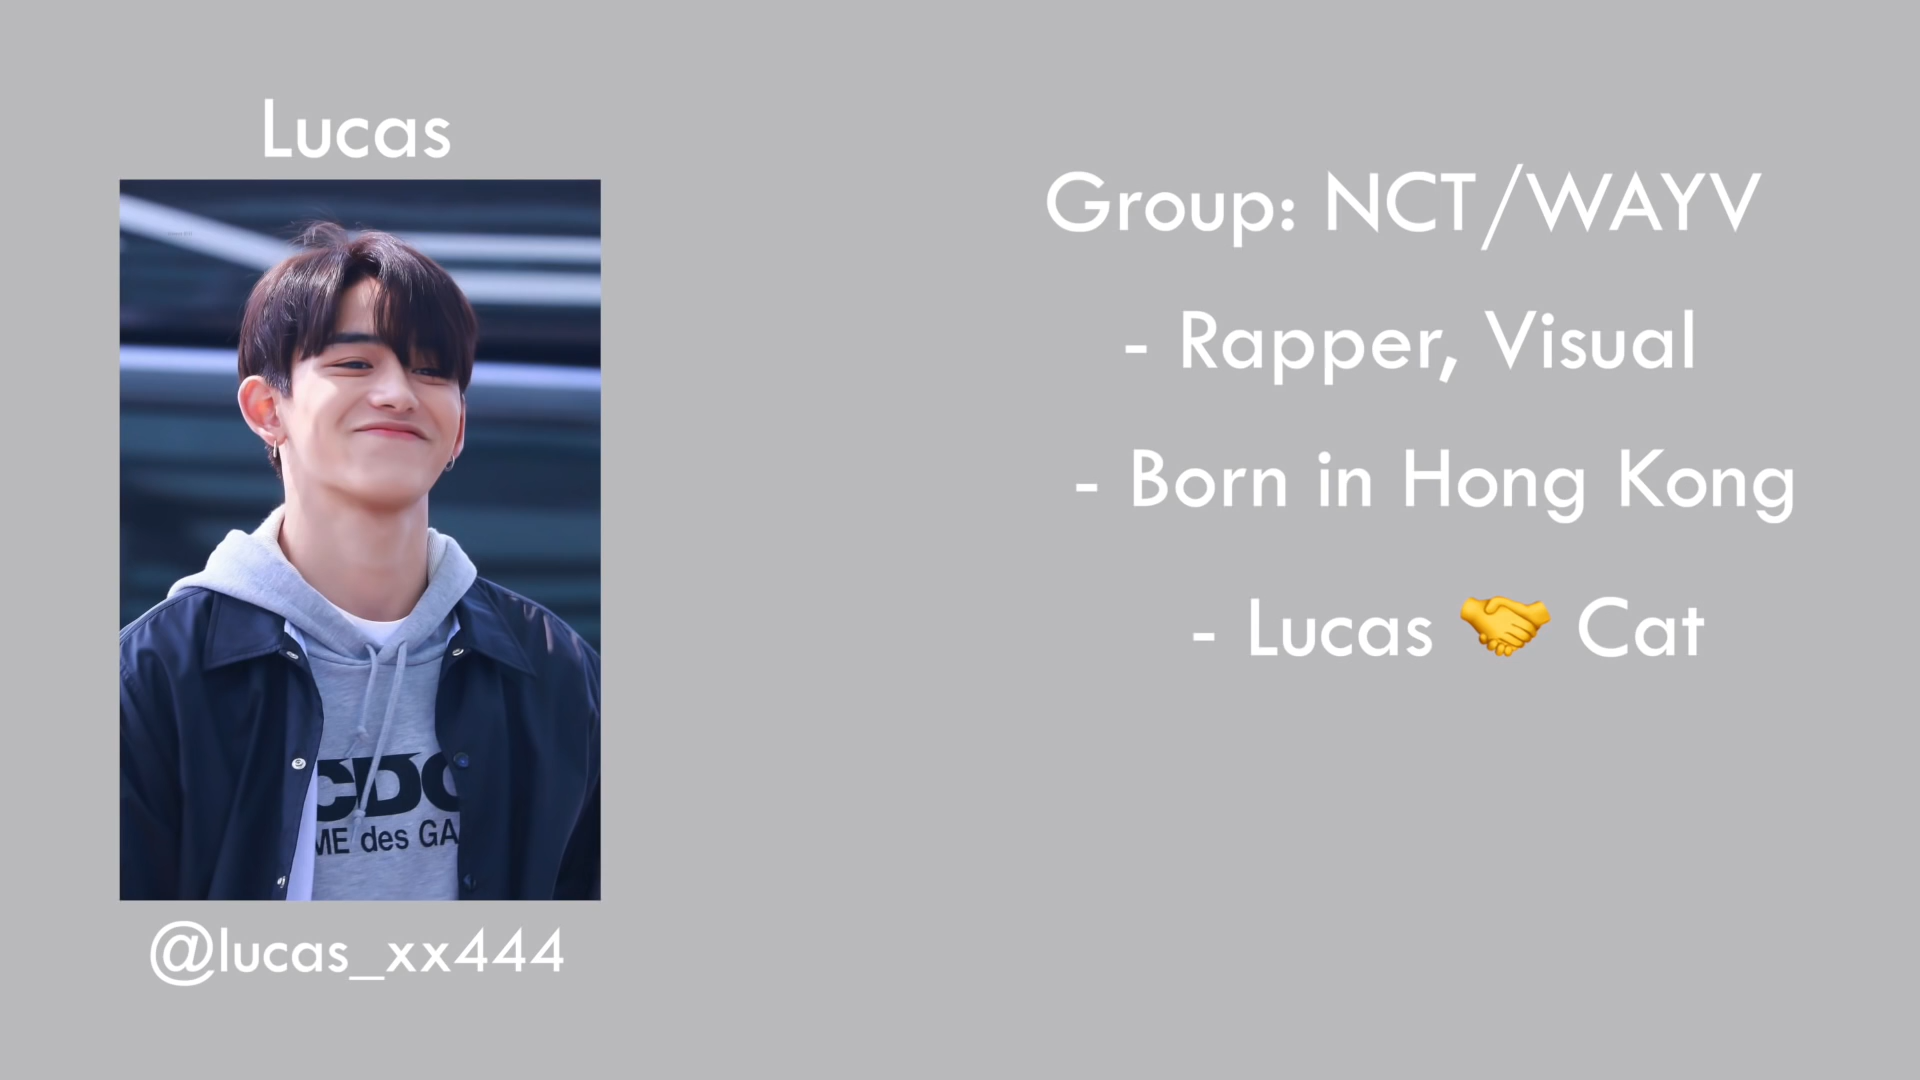 Lucas
Group: NCT/WAYV
- Rapper, Visual
- Born in Hong Kong
- Lucas 🤝 Cat
CDG
ME des GA
@lucas_xx444